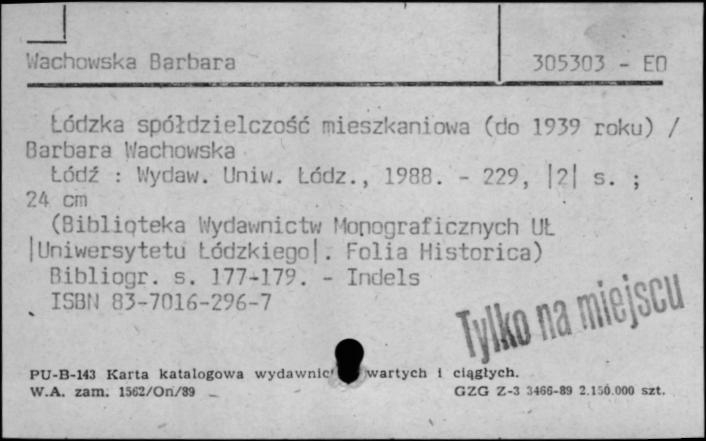 Wachowska Barbara 305303 - EO
Łódzka spółdzielczość mieszkaniowa (do 1939 roku) /
Barbara Wachowska
Łódź : Wydaw. Uniw. Łódz., 1988. - 229, |2| s. ;
24 cm
(Biblioteka Wydawnictw Monograficznych UŁ
|Uniwersytetu Łódzkiego|. Folia Historica)
Bibliogr. s. 177-179. - Indels
ISBN 83-7016-296-7
Tylko na miejscu
PU-B-143 Karta katalogowa wydawnic wartych i ciągłych.
W.A. zam. 1562/On/89 GZG Z-3 3466-89 2.150.000 szt.